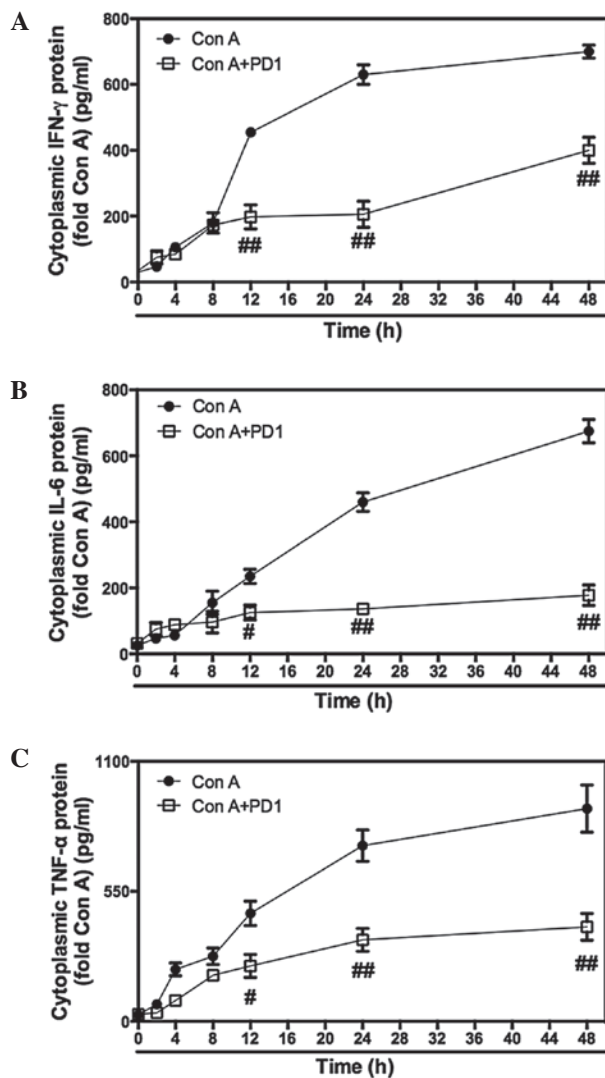 A
Cytoplasmic IFN-γ protein
(fold Con A) (pg/ml)
800
600
400
200
0
Con A
Con A+PD1
##
##
##
0 4 8 12 16 20 24 28 32 36 40 44 48
Time (h)
B
Cytoplasmic IL-6 protein
(fold Con A) (pg/ml)
800
600
400
200
0
Con A
Con A+PD1
#
##
##
0 4 8 12 16 20 24 28 32 36 40 44 48
Time (h)
C
Cytoplasmic TNF-α protein
(fold Con A) (pg/ml)
1100
550
0
Con A
Con A+PD1
#
##
##
0 4 8 12 16 20 24 28 32 36 40 44 48
Time (h)